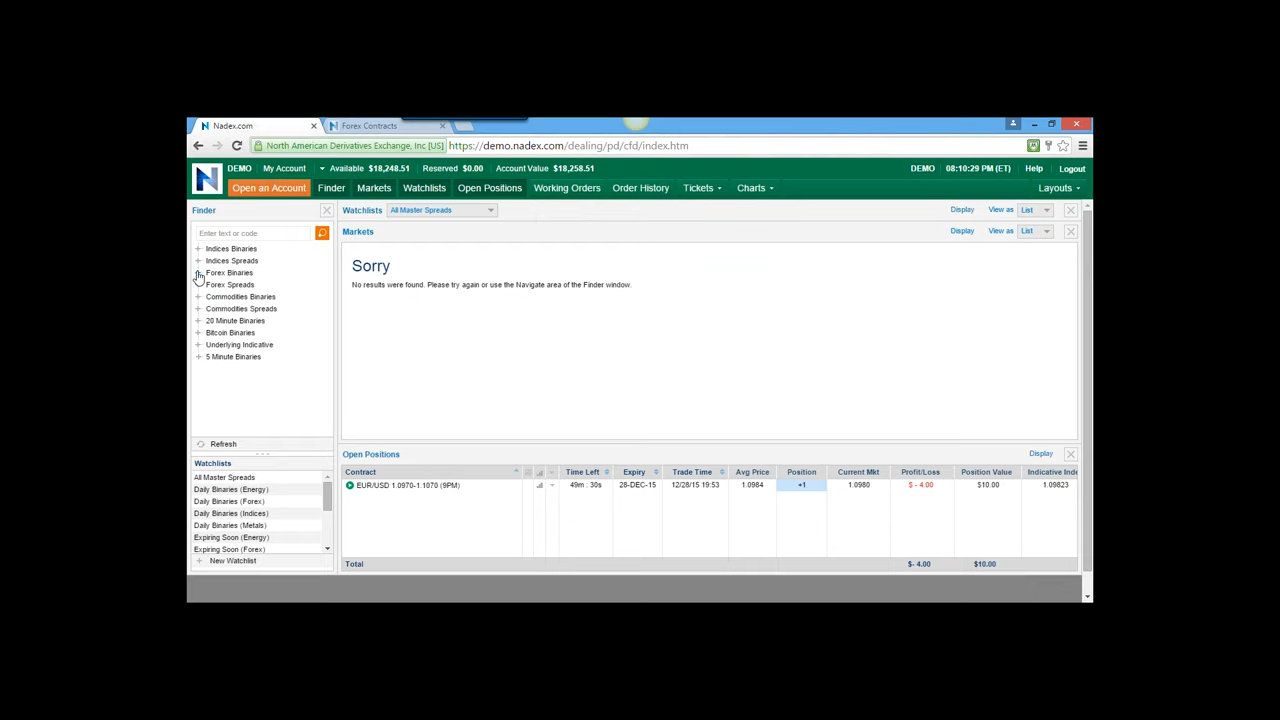 Nadex.com
Forex Contracts
North American Derivatives Exchange, Inc [US] https://demo.nadex.com/dealing/pd/cfd/index.htm
DEMO My Account Available $18,248.51 Reserved $0.00 Account Value $18,258.51 DEMO 08:10:29 PM (ET) Help Logout
Open an Account Finder Markets Watchlists Open Positions Working Orders Order History Tickets Charts Layouts
Finder
Enter text or code
Indices Binaries
Indices Spreads
Forex Binaries
Forex Spreads
Commodities Binaries
Commodities Spreads
20 Minute Binaries
Bitcoin Binaries
Underlying Indicative
5 Minute Binaries
Refresh
Watchlists
All Master Spreads
Daily Binaries (Energy)
Daily Binaries (Forex)
Daily Binaries (Indices)
Daily Binaries (Metals)
Expiring Soon (Energy)
Expiring Soon (Forex)
New Watchlist
Watchlists All Master Spreads Display View as List
Markets Display View as List
Sorry
No results were found. Please try again or use the Navigate area of the Finder window.
Open Positions Display
Contract Time Left Expiry Trade Time Avg Price Position Current Mkt Profit/Loss Position Value Indicative Inde
EUR/USD 1.0970-1.1070 (9PM) 49m : 30s 28-DEC-15 12/28/15 19:53 1.0984 +1 1.0980 $ - 4.00 $10.00 1.09823
Total $- 4.00 $10.00